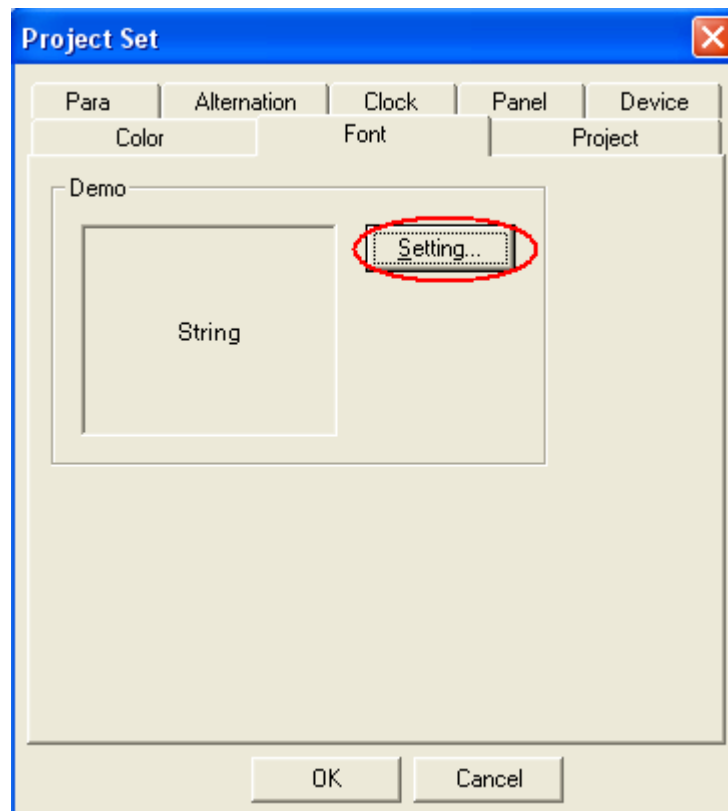 Project Set
Para Alternation Clock Panel Device
Color Font Project
Demo
Setting...
String
OK Cancel